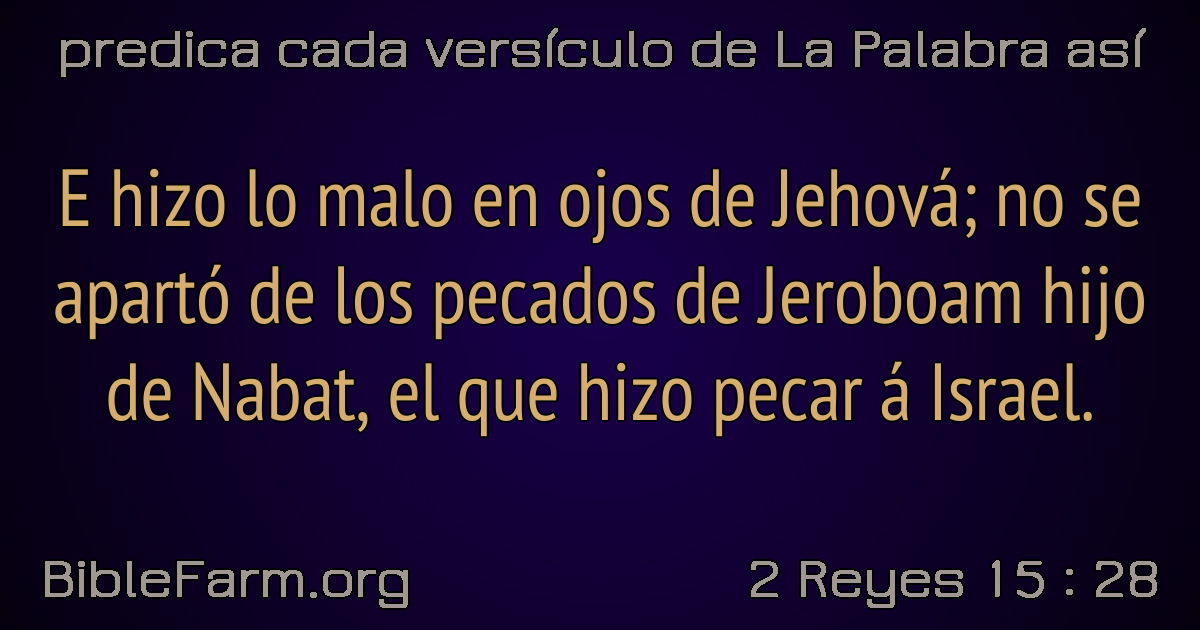 predica cada versículo de La Palabra así
E hizo lo malo en ojos de Jehová; no se
apartó de los pecados de Jeroboam hijo
de Nabat, el que hizo pecar á Israel.
BibleFarm.org
2 Reyes 15 : 28